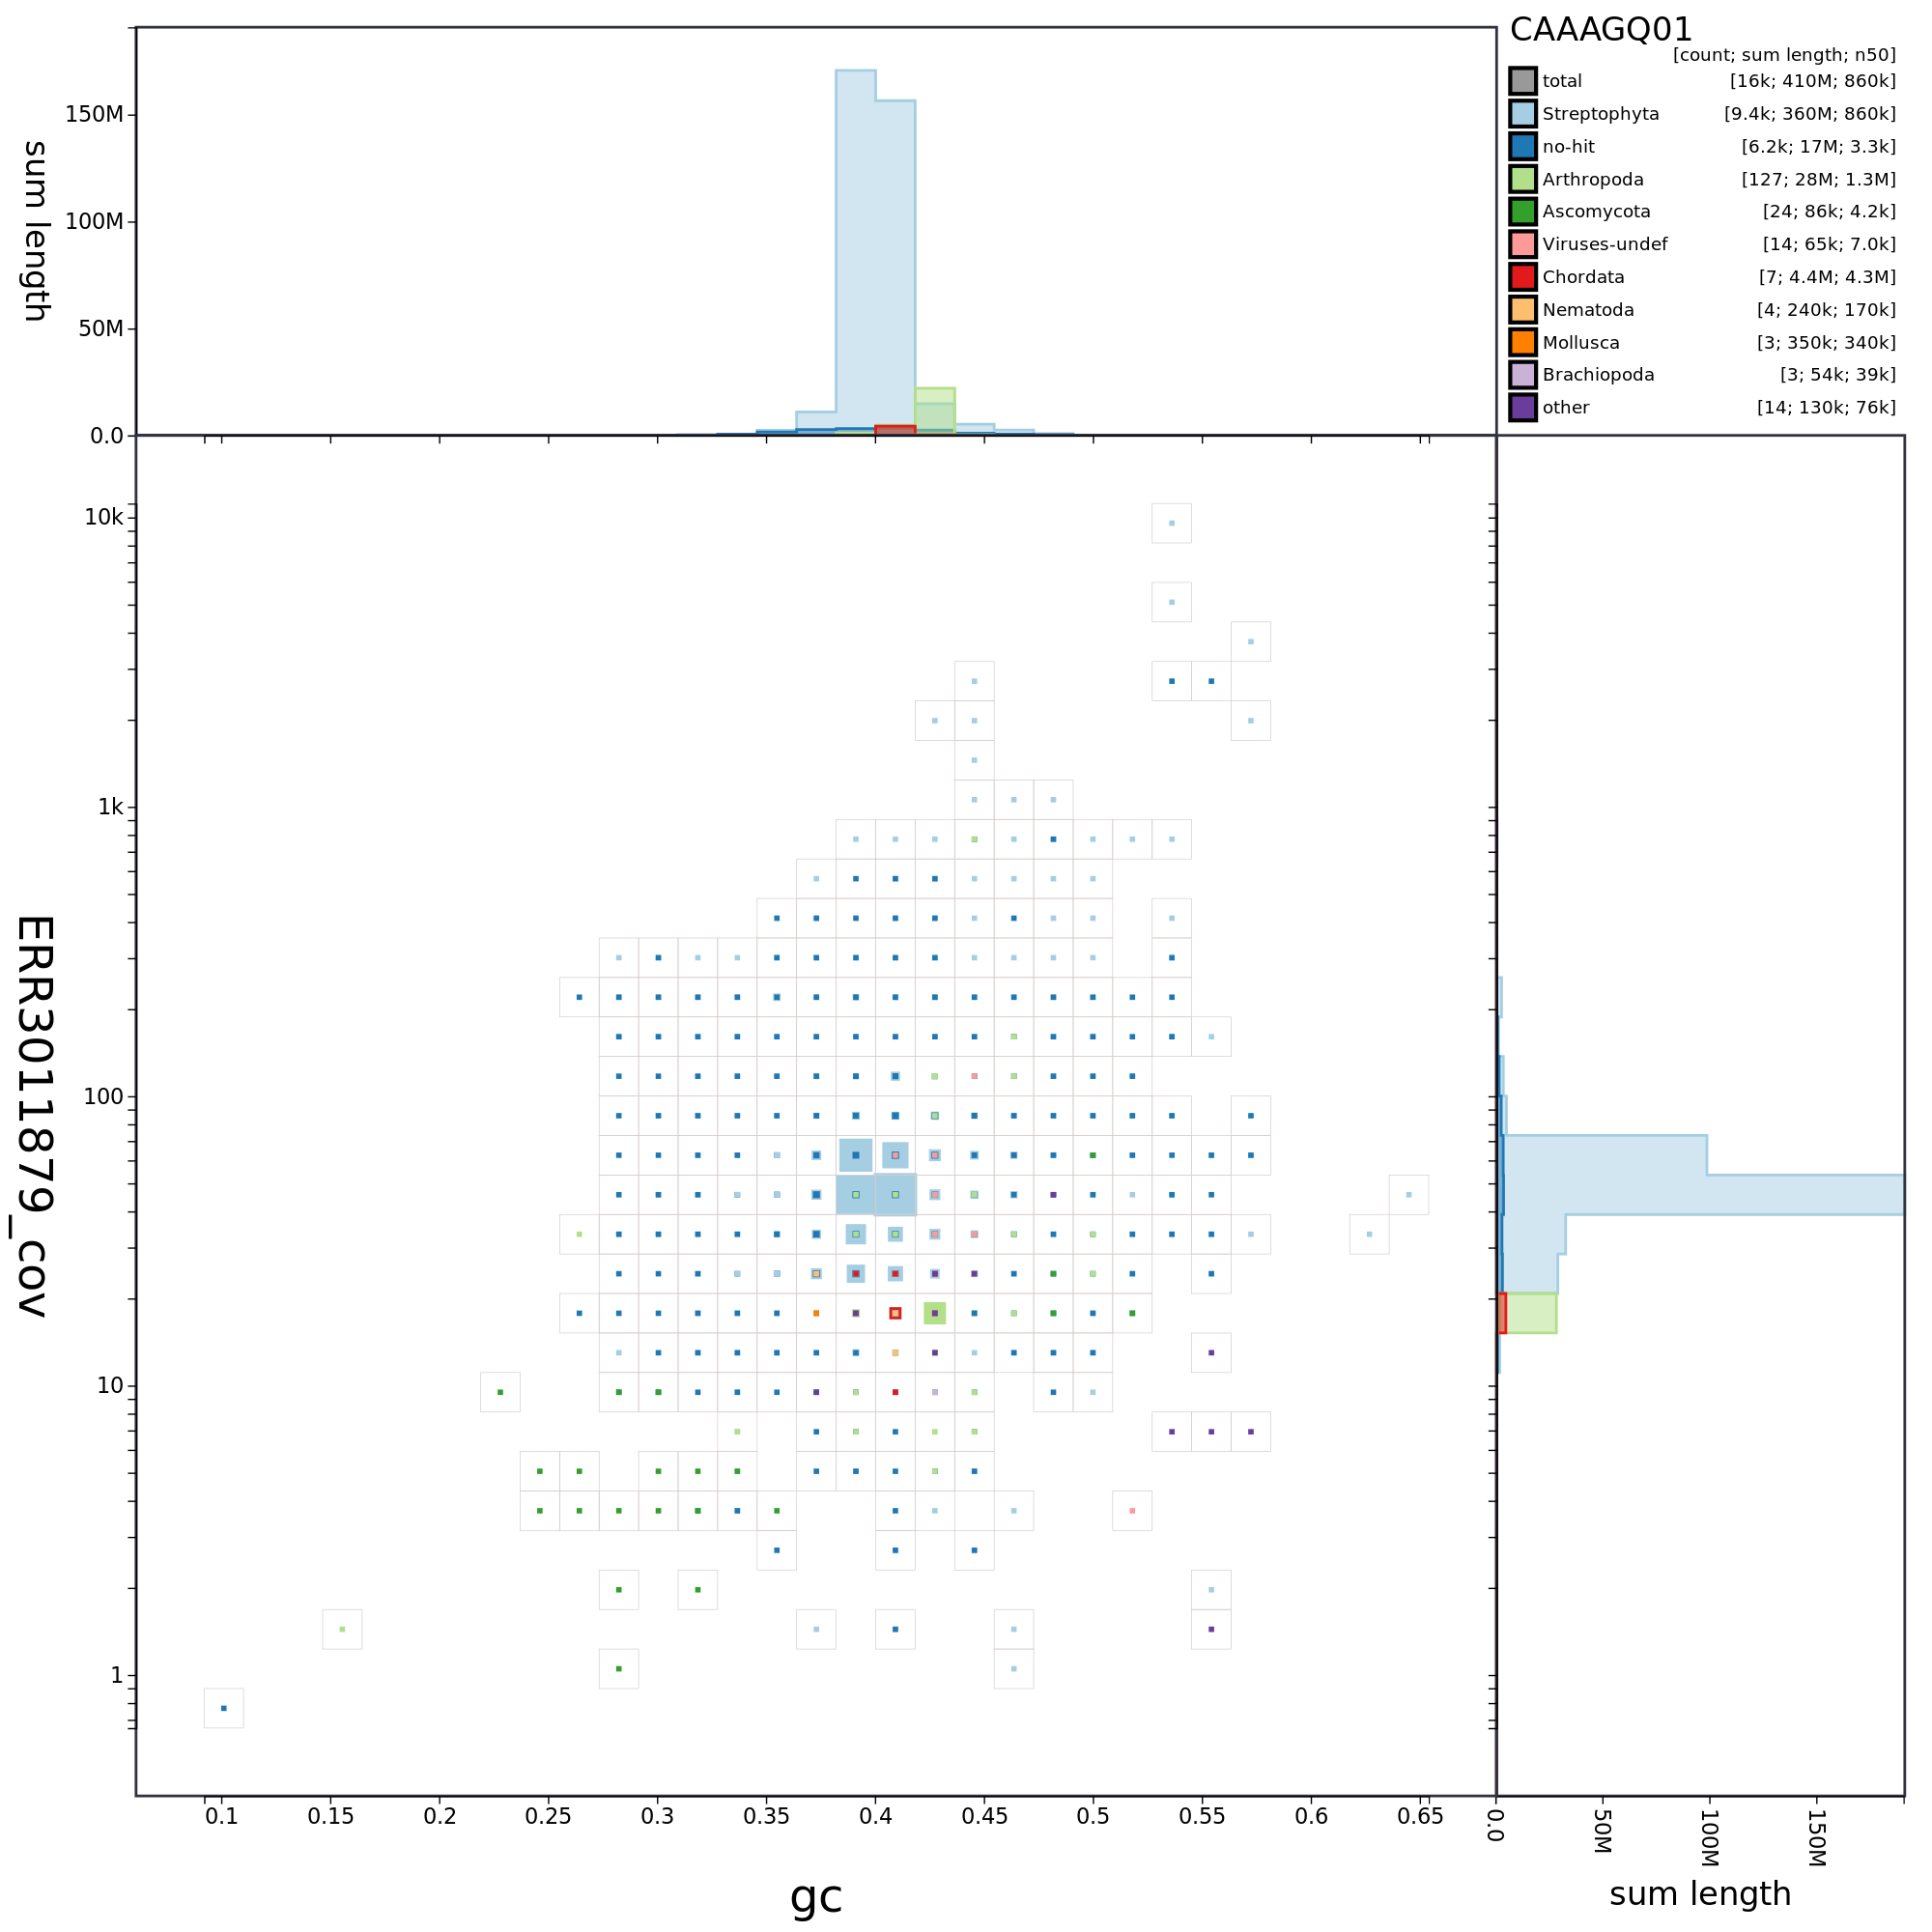 CAAAGQ01
[count; sum length; n50]
total [16k; 410M; 860k]
Streptophyta [9.4k; 360M; 860k]
no-hit [6.2k; 17M; 3.3k]
Arthropoda [127; 28M; 1.3M]
Ascomycota [24; 86k; 4.2k]
Viruses-undef [14; 65k; 7.0k]
Chordata [7; 4.4M; 4.3M]
Nematoda [4; 240k; 170k]
Mollusca [3; 350k; 340k]
Brachiopoda [3; 54k; 39k]
other [14; 130k; 76k]
sum length
150M
100M
50M
0.0
ERR3011879_cov
10k
1k
100
10
1
0.1 0.15 0.2 0.25 0.3 0.35 0.4 0.45 0.5 0.55 0.6 0.65
gc
0.0 50M 100M 150M
sum length